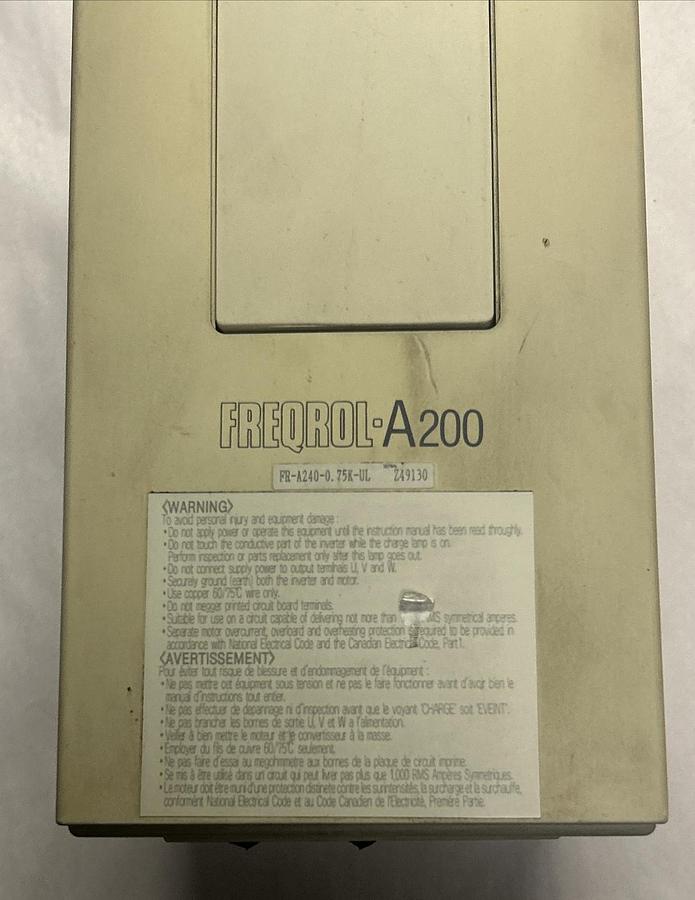 FREQROL-A200
FR-A240-0.75K-UL Z49130
〈WARNING〉
To avoid personal injury and equipment damage :
• Do not apply power or operate this equipment until the instruction manual has been read throughly.
• Do not touch the conductive part of the inverter while the charge lamp is on.
Perform inspection or parts replacement only after this lamp goes out.
• Do not connect supply power to output terminals U, V and W.
• Securely ground (earth) both the inverter and motor.
• Use copper 60/75°C wire only.
• Do not megger printed circuit board terminals.
• Suitable for use on a circuit capable of delivering not more than MS symmetrical amperes.
• Separate motor overcurrent, overload and overheating protection is required to be provided in
accordance with National Electrical Code and the Canadian Electrical Code, Part 1.
〈AVERTISSEMENT〉
Pour éviter tout risque de blessure et d'endommagement de l'équipement :
• Ne pas mettre cet équipement sous tension et ne pas le faire fonctionner avant d'avoir bien le
manual d'instructions tout entier.
• Ne pas effectuer de depannage ni d'inspection avant que le voyant "CHARGE" soit "EVEINT".
• Ne pas brancher les bornes de sortie U, V et W a l'alimentation.
• Veiller à bien mettre le moteur et le convertisseur à la masse.
• Employer du fils de cuivre 60/75°C seulement.
• Ne pas faire d'essai au megohmmetre aux bornes de la plaque de circuit imprime.
• Se mis à être utilisé dans un circuit qui peut livrer pas plus que 1,000 RMS Ampères Symmetriques.
• Le moteur doit être muni d'une protection distinete contre les surintensités, la surcharge et la surchauffe,
conforment National Electrical Code et au Code Canadien de l'Electricité, Première Partie.